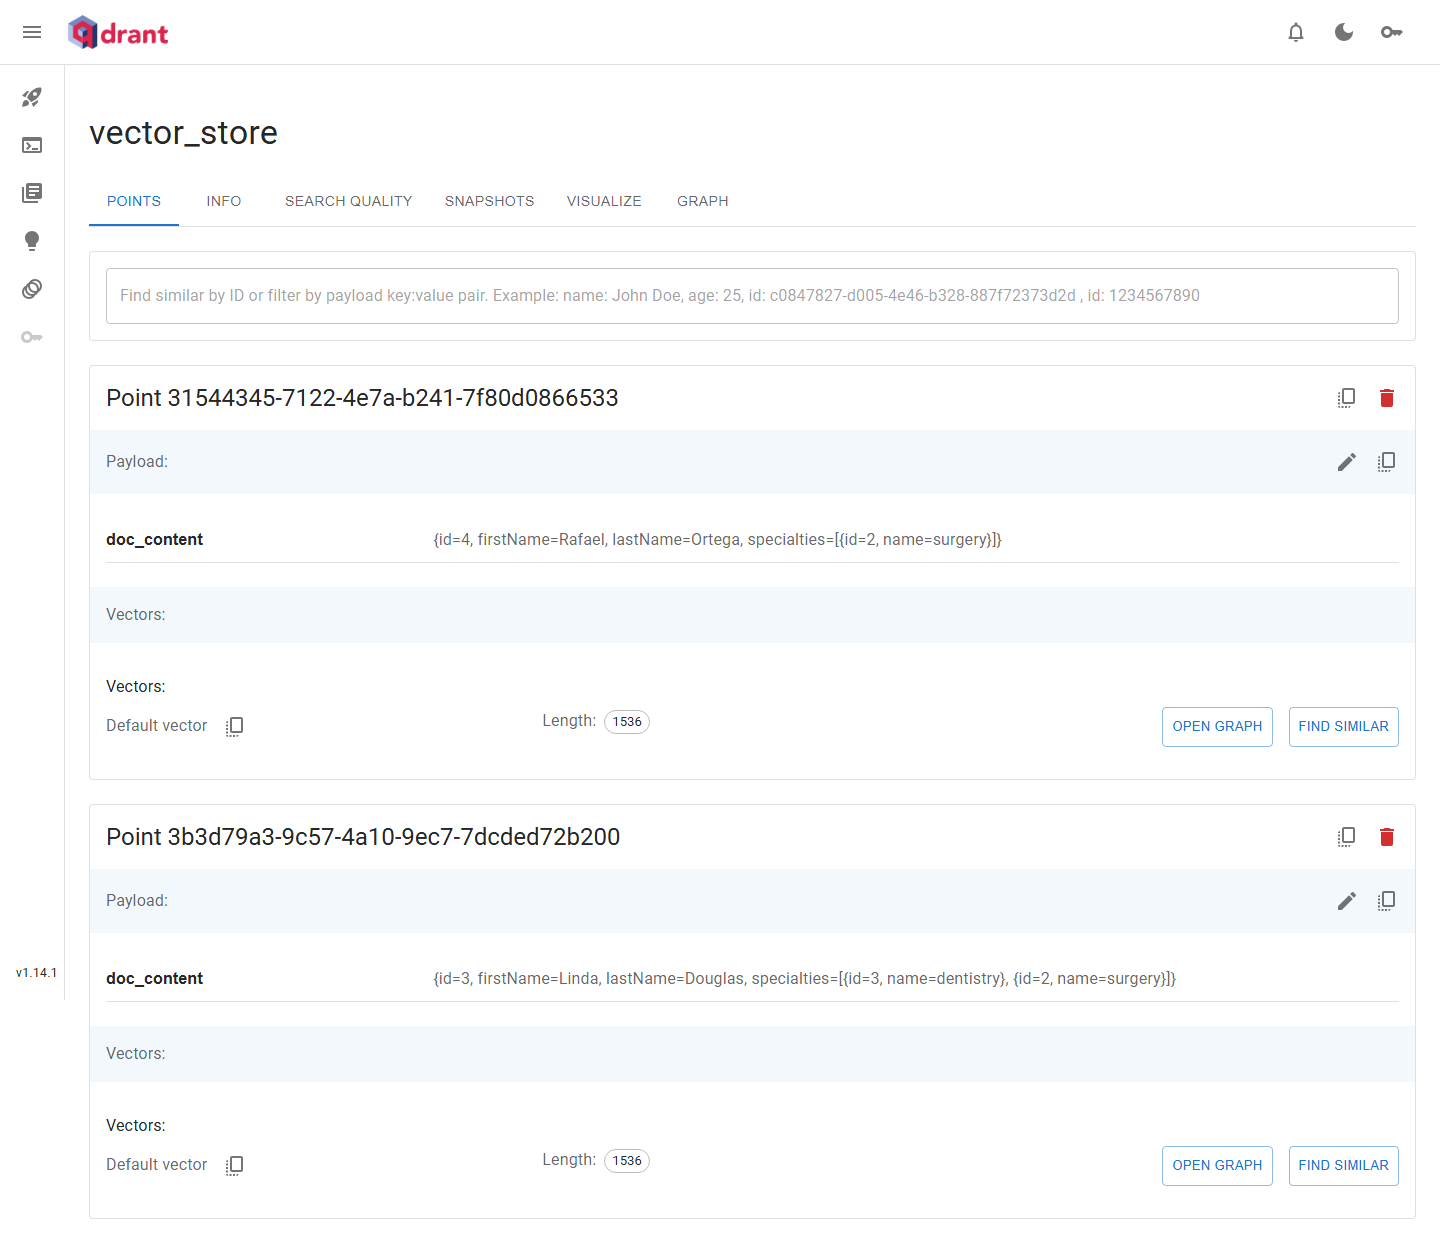 qdrant
vector_store
POINTS INFO SEARCH QUALITY SNAPSHOTS VISUALIZE GRAPH
Find similar by ID or filter by payload key:value pair. Example: name: John Doe, age: 25, id: c0847827-d005-4e46-b328-887f72373d2d , id: 1234567890
Point 31544345-7122-4e7a-b241-7f80d0866533
Payload:
doc_content {id=4, firstName=Rafael, lastName=Ortega, specialties=[{id=2, name=surgery}]}
Vectors:
Vectors:
Default vector Length: 1536 OPEN GRAPH FIND SIMILAR
Point 3b3d79a3-9c57-4a10-9ec7-7dcded72b200
Payload:
v1.14.1
doc_content {id=3, firstName=Linda, lastName=Douglas, specialties=[{id=3, name=dentistry}, {id=2, name=surgery}]}
Vectors:
Vectors:
Default vector Length: 1536 OPEN GRAPH FIND SIMILAR